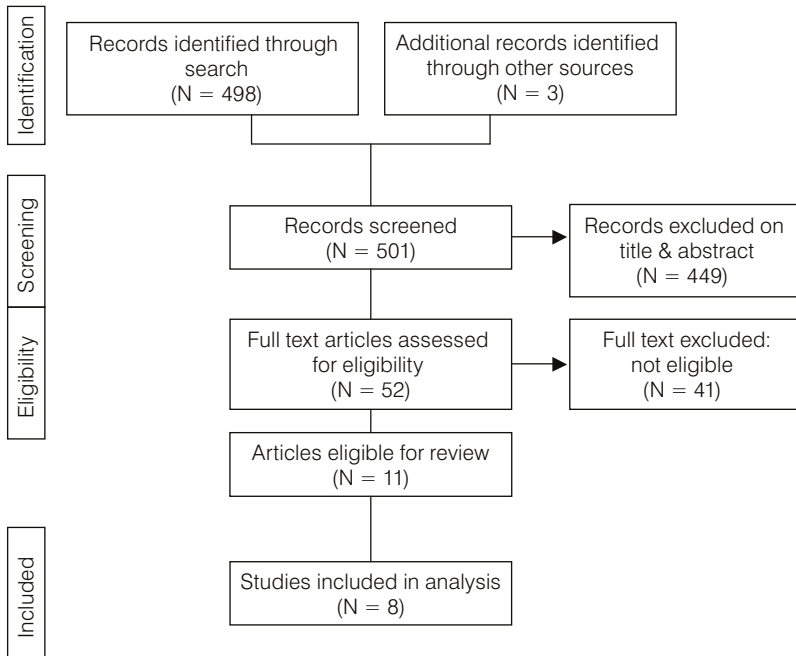 Identification
Records identified through
search
(N = 498)
Additional records identified
through other sources
(N = 3)
Screening
Records screened
(N = 501)
Records excluded on
title & abstract
(N = 449)
Eligibility
Full text articles assessed
for eligibility
(N = 52)
Full text excluded:
not eligible
(N = 41)
Articles eligible for review
(N = 11)
Included
Studies included in analysis
(N = 8)